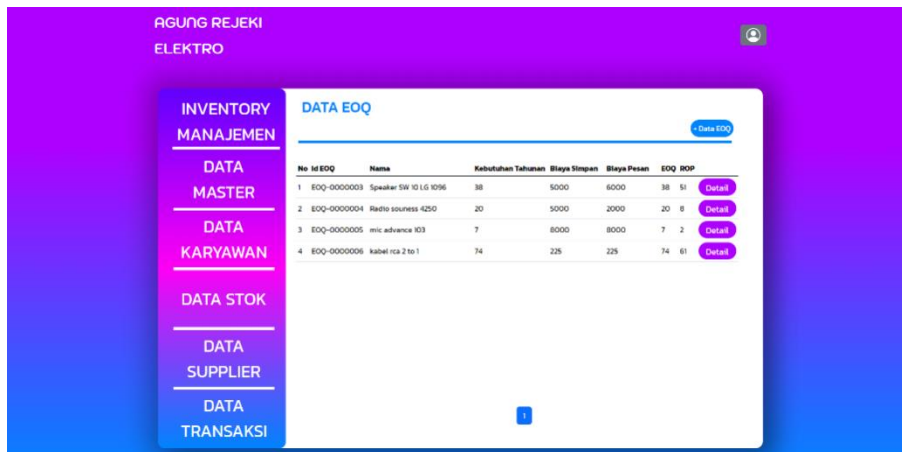 AGUNG REJEKI
ELEKTRO
INVENTORY
MANAJEMEN
DATA
MASTER
DATA
KARYAWAN
DATA STOK
DATA
SUPPLIER
DATA
TRANSAKSI
DATA EOQ
+ Data EOQ
No Id EOQ Nama Kebutuhan Tahunan Biaya Simpan Biaya Pesan EOQ ROP
1 EOQ-0000003 Speaker SW 10 LG 1096 38 5000 6000 38 51 Detail
2 EOQ-0000004 Radio souness 4250 20 5000 2000 20 8 Detail
3 EOQ-0000005 mic advance 103 7 8000 8000 7 2 Detail
4 EOQ-0000006 kabel rca 2 to 1 74 225 225 74 61 Detail
1